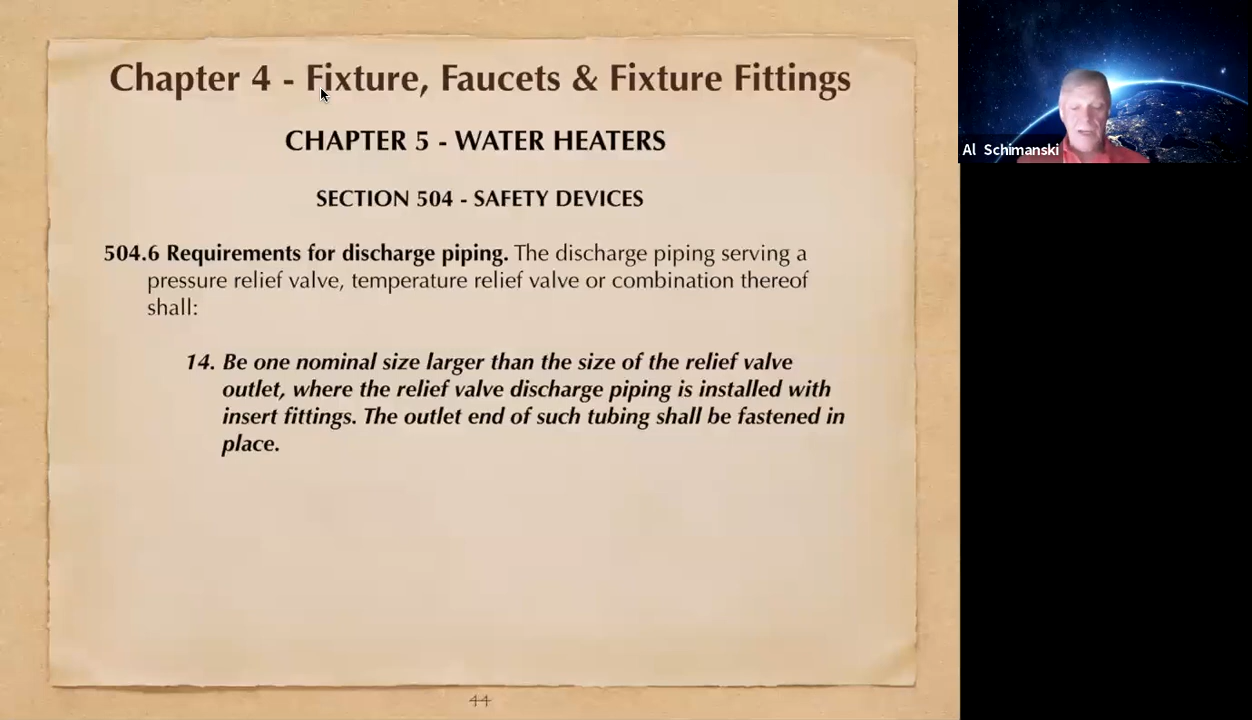 Chapter 4 - Fixture, Faucets & Fixture Fittings
CHAPTER 5 - WATER HEATERS
SECTION 504 - SAFETY DEVICES
504.6 Requirements for discharge piping. The discharge piping serving a
pressure relief valve, temperature relief valve or combination thereof
shall:
14. Be one nominal size larger than the size of the relief valve
outlet, where the relief valve discharge piping is installed with
insert fittings. The outlet end of such tubing shall be fastened in
place.
44
Al Schimanski